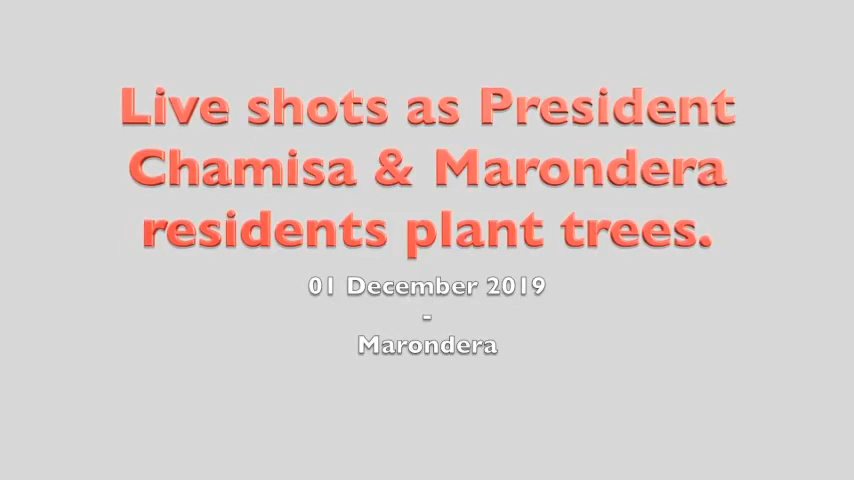 Live shots as President
Chamisa & Marondera
residents plant trees.
01 December 2019
-
Marondera